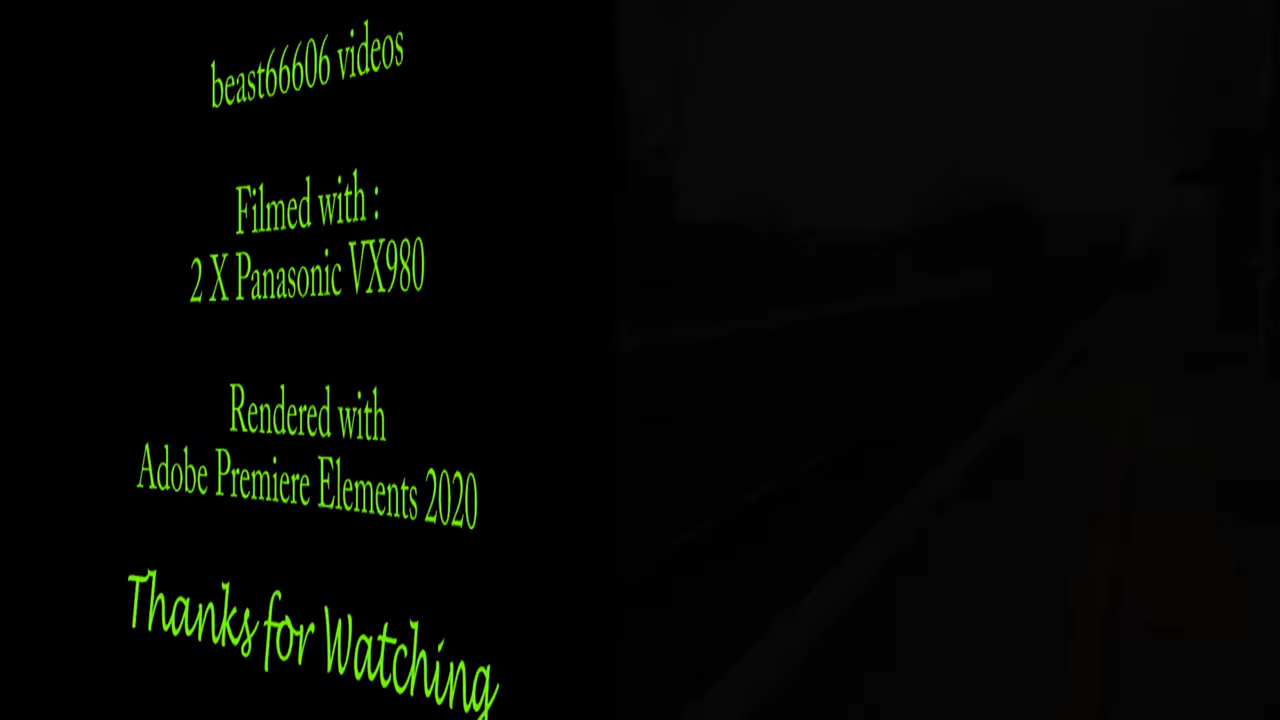 beast66606 videos
Filmed with :
2 X Panasonic VX980
Rendered with
Adobe Premiere Elements 2020
Thanks for Watching